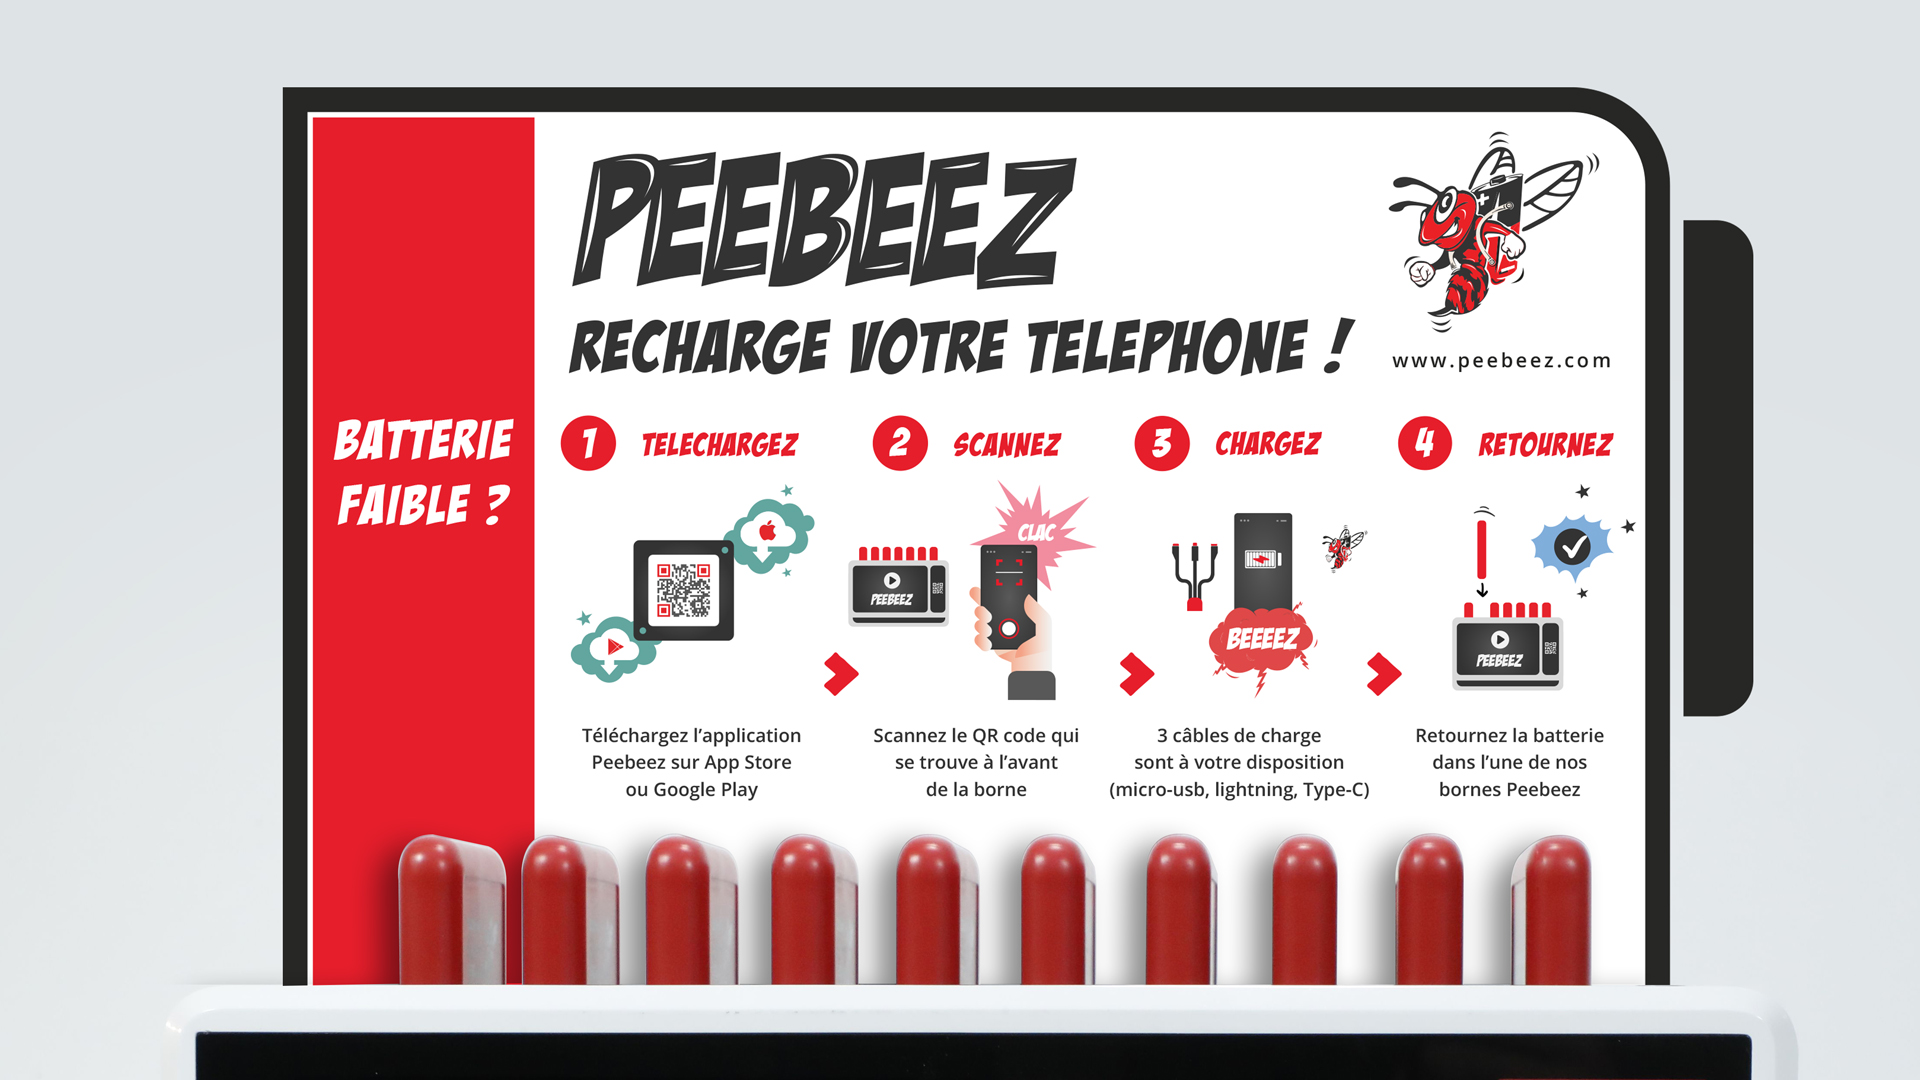 PEEBEEZ
RECHARGE VOTRE TELEPHONE !
www.peebeez.com
BATTERIE
FAIBLE ?
1 TELECHARGEZ
Téléchargez l'application
Peebeez sur App Store
ou Google Play
2 SCANNEZ
CLAC
PEEBEEZ
Scannez le QR code qui
se trouve à l'avant
de la borne
3 CHARGEZ
BEEEEZ
3 câbles de charge
sont à votre disposition
(micro-usb, lightning, Type-C)
4 RETOURNEZ
PEEBEEZ
Retournez la batterie
dans l'une de nos
bornes Peebeez